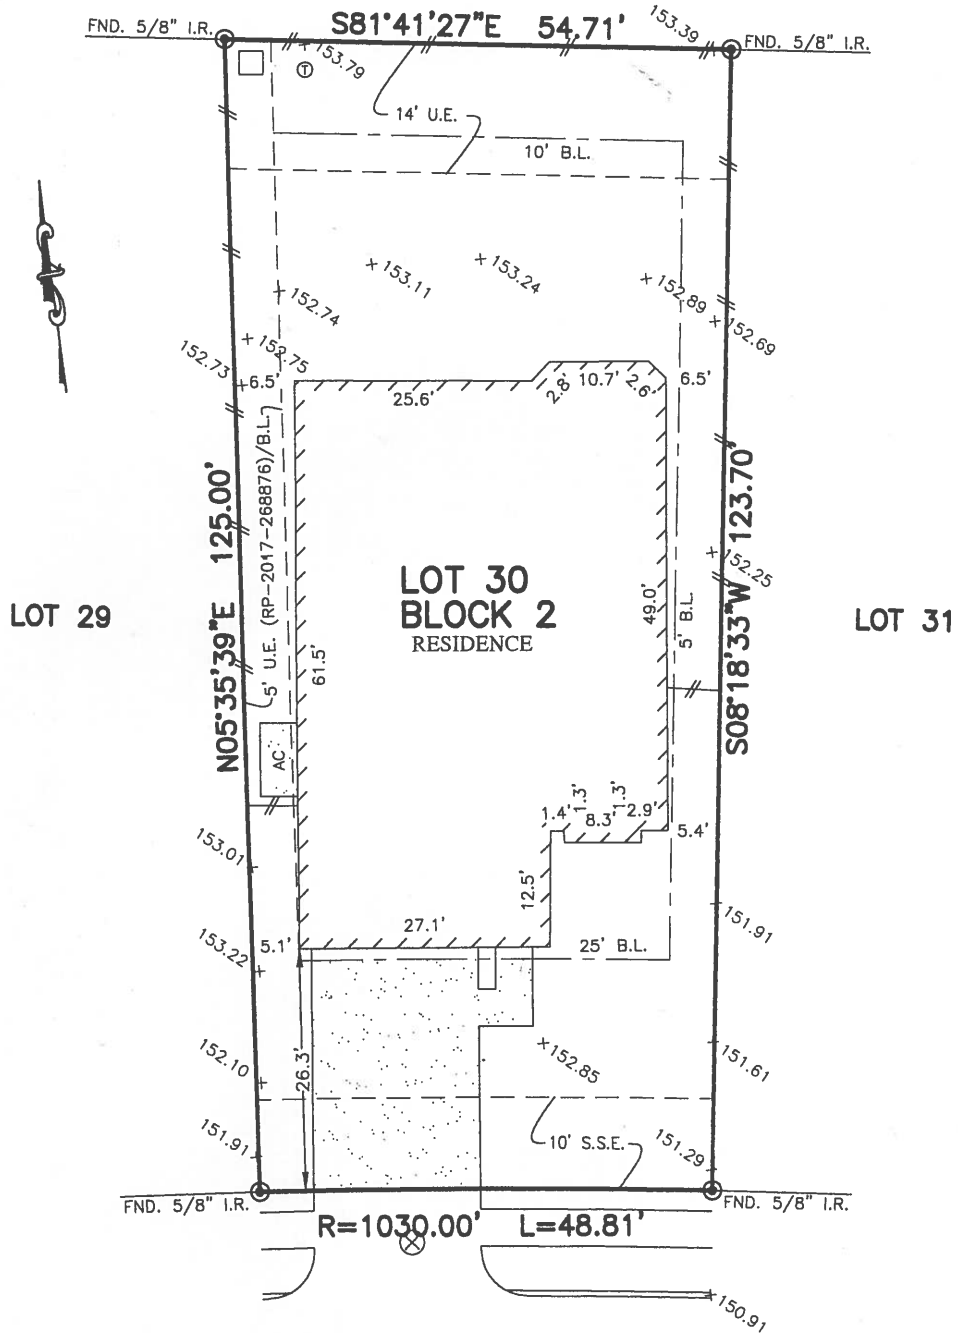 S81°41'27"E 54.71'
FND. 5/8" I.R.
153.39
FND. 5/8" I.R.
153.79
T
14' U.E.
10' B.L.
153.11
153.24
152.74
152.89
152.69
152.73
152.75
6.5'
25.6'
2.8'
10.7'
2.6'
6.5'
N05°35'39"E 125.00'
5' U.E. (RP-2017-268876)/B.L.
S08°18'33"W 123.70'
152.25
LOT 30
BLOCK 2
RESIDENCE
49.0'
5' B.L.
LOT 29
LOT 31
61.5'
AC
1.4'
1.3'
8.3'
1.3'
2.9'
5.4'
153.01
12.5'
151.91
27.1'
5.1'
25' B.L.
153.22
26.3'
152.85
151.61
152.10
151.91
10' S.S.E.
151.29
FND. 5/8" I.R.
FND. 5/8" I.R.
R=1030.00' L=48.81'
150.91